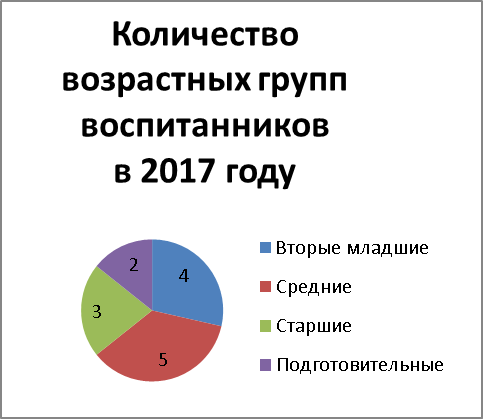 Количество
возрастных групп
воспитанников
в 2017 году
2
4
3
5
Вторые младшие
Средние
Старшие
Подготовительные